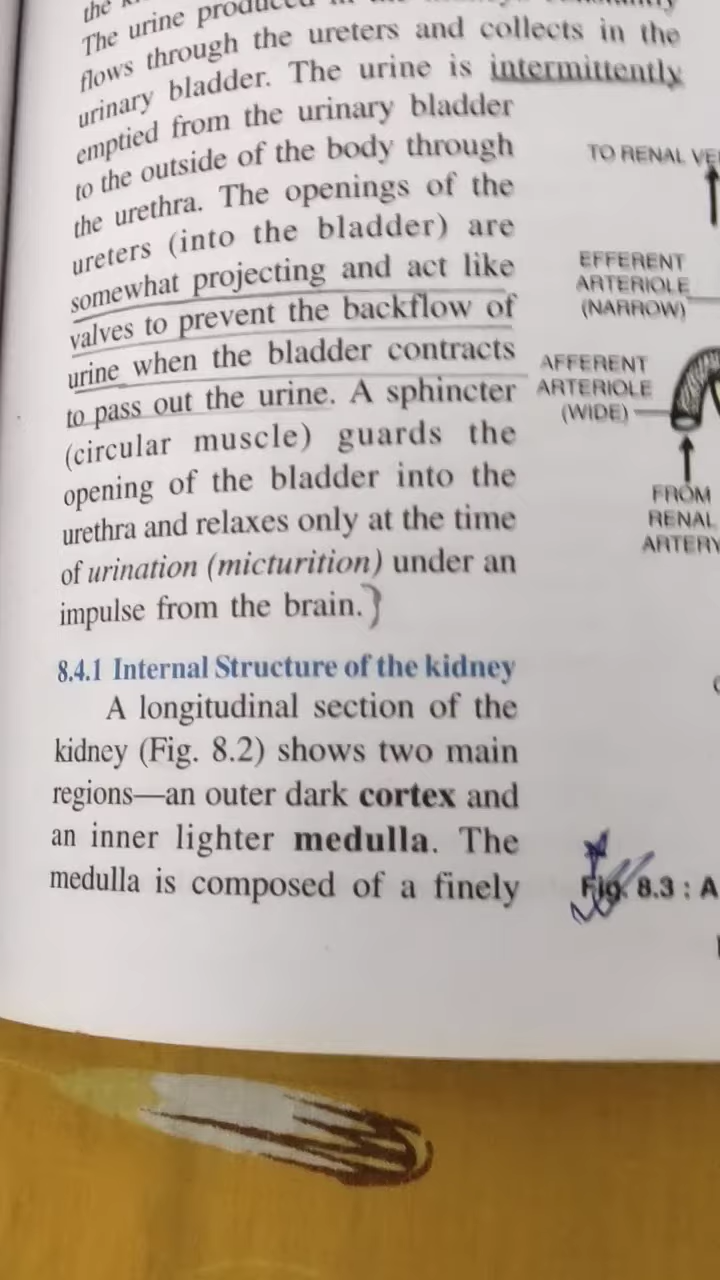 the
The urine produced
flows through the ureters and collects in the
urinary bladder. The urine is intermittently
emptied from the urinary bladder
to the outside of the body through
the urethra. The openings of the
ureters (into the bladder) are
somewhat projecting and act like
valves to prevent the backflow of
urine when the bladder contracts
to pass out the urine. A sphincter
(circular muscle) guards the
opening of the bladder into the
urethra and relaxes only at the time
of urination (micturition) under an
impulse from the brain.}
8.4.1 Internal Structure of the kidney
A longitudinal section of the
kidney (Fig. 8.2) shows two main
regions—an outer dark cortex and
an inner lighter medulla. The
medulla is composed of a finely
TO RENAL
EFFERENT
ARTERIOLE
(NARROW)
AFFERENT
ARTERIOLE
(WIDE)
FROM
RENAL
ARTERY
Fig. 8.3 : A